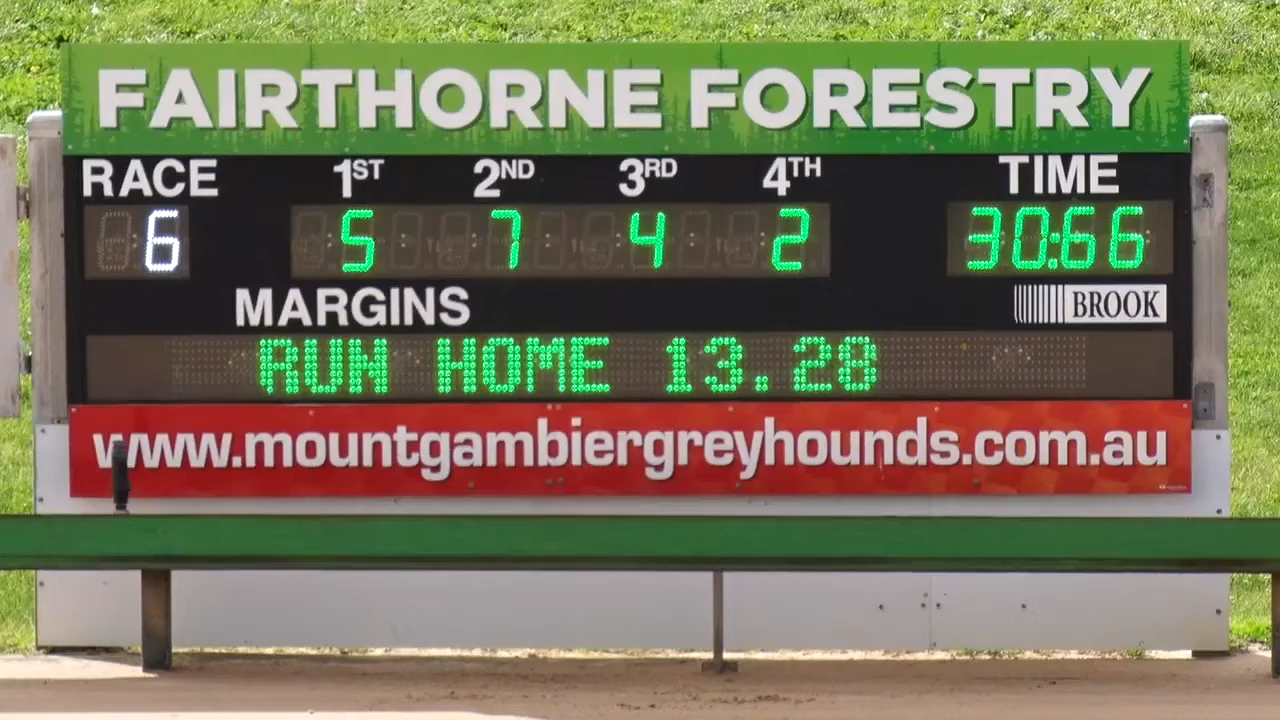 FAIRTHORNE FORESTRY
RACE 1ST 2ND 3RD 4TH TIME
6 5 7 4 2 30:66
MARGINS BROOK
RUN HOME 13.28
www.mountgambiergreyhounds.com.au